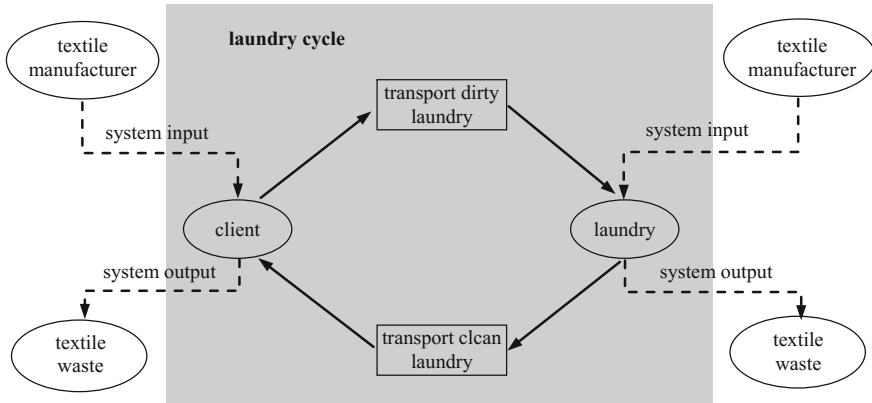 textile
manufacturer
laundry cycle
textile
manufacturer
transport dirty
laundry
system input
system input
client
laundry
system output
system output
transport clcan
laundry
textile
waste
textile
waste